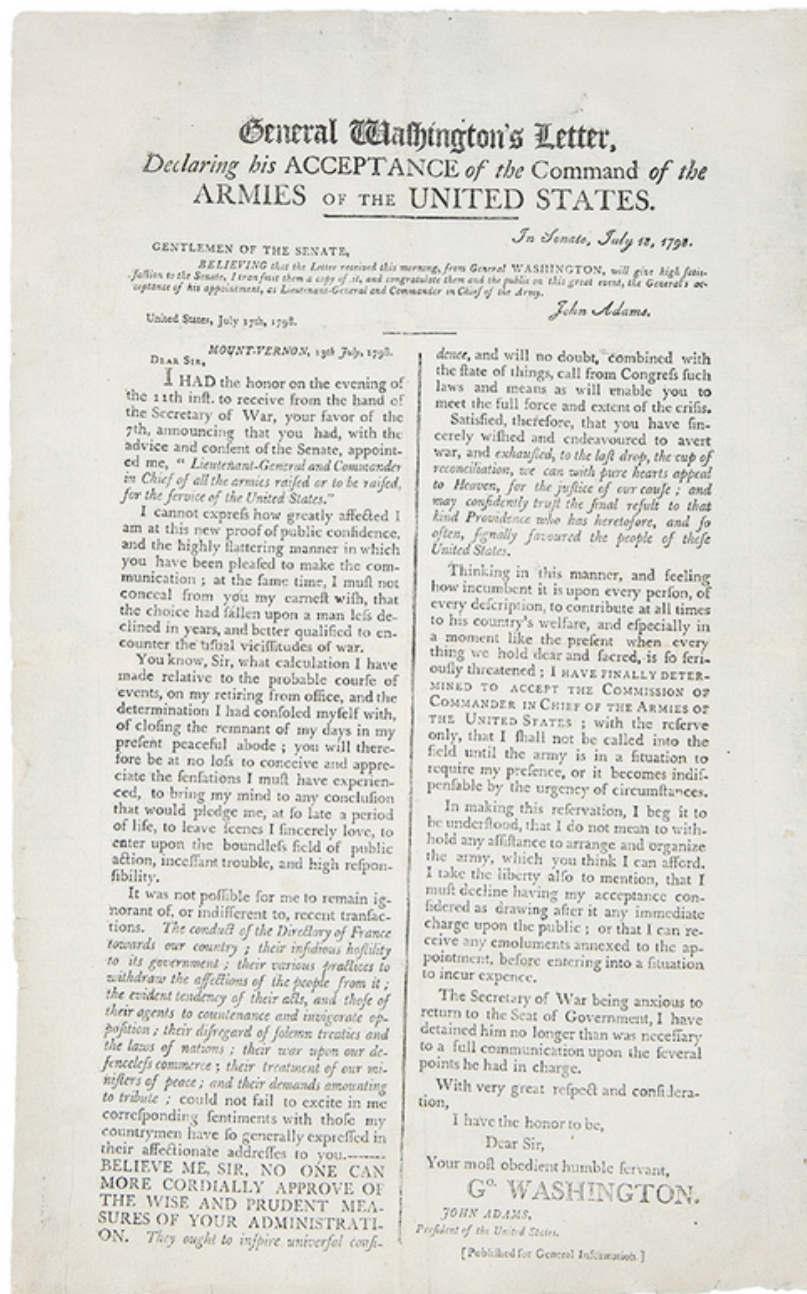 General Waſhington's Letter,
Declaring his ACCEPTANCE of the Command of the
ARMIES OF THE UNITED STATES.
In Senate, July 18, 1798.
GENTLEMEN OF THE SENATE,
BELIEVING that the Letter received this morning, from General WASHINGTON, will give high ſatiſ-
faction to the Senate, I tranſmit them a copy of it, and congratulate them and the public on this great event, the General's ac-
ceptance of his appointment, as Lieutenant-General and Commander in Chief of the Army.
John Adams.
United States, July 17th, 1798.
MOUNT-VERNON, 13th July, 1798.
DEAR SIR,
I HAD the honor on the evening of
the 11th inſt. to receive from the hand of
the Secretary of War, your favor of the
7th, announcing that you had, with the
advice and conſent of the Senate, appoint-
ed me, " Lieutenant-General and Commander
in Chief of all the armies raiſed or to be raiſed,
for the ſervice of the United States."
I cannot expreſs how greatly affected I
am at this new proof of public confidence,
and the highly flattering manner in which
you have been pleaſed to make the com-
munication ; at the ſame time, I muſt not
conceal from you my earneſt wiſh, that
the choice had fallen upon a man leſs de-
clined in years, and better qualified to en-
counter the uſual viciſſitudes of war.
You know, Sir, what calculation I have
made relative to the probable courſe of
events, on my retiring from office, and the
determination I had conſoled myſelf with,
of cloſing the remnant of my days in my
preſent peaceful abode ; you will there-
fore be at no loſs to conceive and appre-
ciate the ſenſations I muſt have experien-
ced, to bring my mind to any concluſion
that would pledge me, at ſo late a period
of life, to leave ſcenes I ſincerely love, to
enter upon the boundleſs field of public
action, inceſſant trouble, and high reſpon-
ſibility.
It was not poſſible for me to remain ig-
norant of, or indifferent to, recent tranſac-
tions. The conduct of the Directory of France
towards our country ; their inſidious hoſtility
to its government ; their various practices to
withdraw the affections of the people from it ;
the evident tendency of their acts, and thoſe of
their agents to countenance and invigorate op-
poſition ; their diſregard of ſolemn treaties and
the laws of nations ; their war upon our de-
fenceleſs commerce ; their treatment of our mi-
niſters of peace ; and their demands amounting
to tribute ; could not fail to excite in me
correſponding ſentiments with thoſe my
countrymen have ſo generally expreſſed in
their affectionate addreſſes to you.-------
BELIEVE ME, SIR, NO ONE CAN
MORE CORDIALLY APPROVE OF
THE WISE AND PRUDENT MEA-
SURES OF YOUR ADMINISTRATI-
ON. They ought to inſpire univerſal confi-
dence, and will no doubt, combined with
the ſtate of things, call from Congreſs ſuch
laws and means as will enable you to
meet the full force and extent of the criſis.
Satisfied, therefore, that you have ſin-
cerely wiſhed and endeavoured to avert
war, and exhauſted, to the laſt drop, the cup of
reconciliation, we can with pure hearts appeal
to Heaven, for the juſtice of our cauſe ; and
may confidently truſt the final reſult to that
kind Providence who has heretofore, and ſo
often, ſignally favoured the people of theſe
United States.
Thinking in this manner, and feeling
how incumbent it is upon every perſon, of
every deſcription, to contribute at all times
to his country's welfare, and eſpecially in
a moment like the preſent when every
thing we hold dear and ſacred, is ſo ſeri-
ouſly threatened ; I HAVE FINALLY DETER-
MINED TO ACCEPT THE COMMISSION OF
COMMANDER IN CHIEF OF THE ARMIES OF
THE UNITED STATES ; with the reſerve
only, that I ſhall not be called into the
field until the army is in a ſituation to
require my preſence, or it becomes indiſ-
penſable by the urgency of circumſtances.
In making this reſervation, I beg it to
be underſtood, that I do not mean to with-
hold any aſſiſtance to arrange and organize
the army, which you think I can afford.
I take the liberty alſo to mention, that I
muſt decline having my acceptance con-
ſidered as drawing after it any immediate
charge upon the public ; or that I can re-
ceive any emoluments annexed to the ap-
pointment, before entering into a ſituation
to incur expence.
The Secretary of War being anxious to
return to the Seat of Government, I have
detained him no longer than was neceſſary
to a full communication upon the ſeveral
points he had in charge.
With very great reſpect and conſidera-
tion,
I have the honor to be,
Dear Sir,
Your moſt obedient humble ſervant,
Go. WASHINGTON.
JOHN ADAMS,
Preſident of the United States.
[Publiſhed for General Information.]